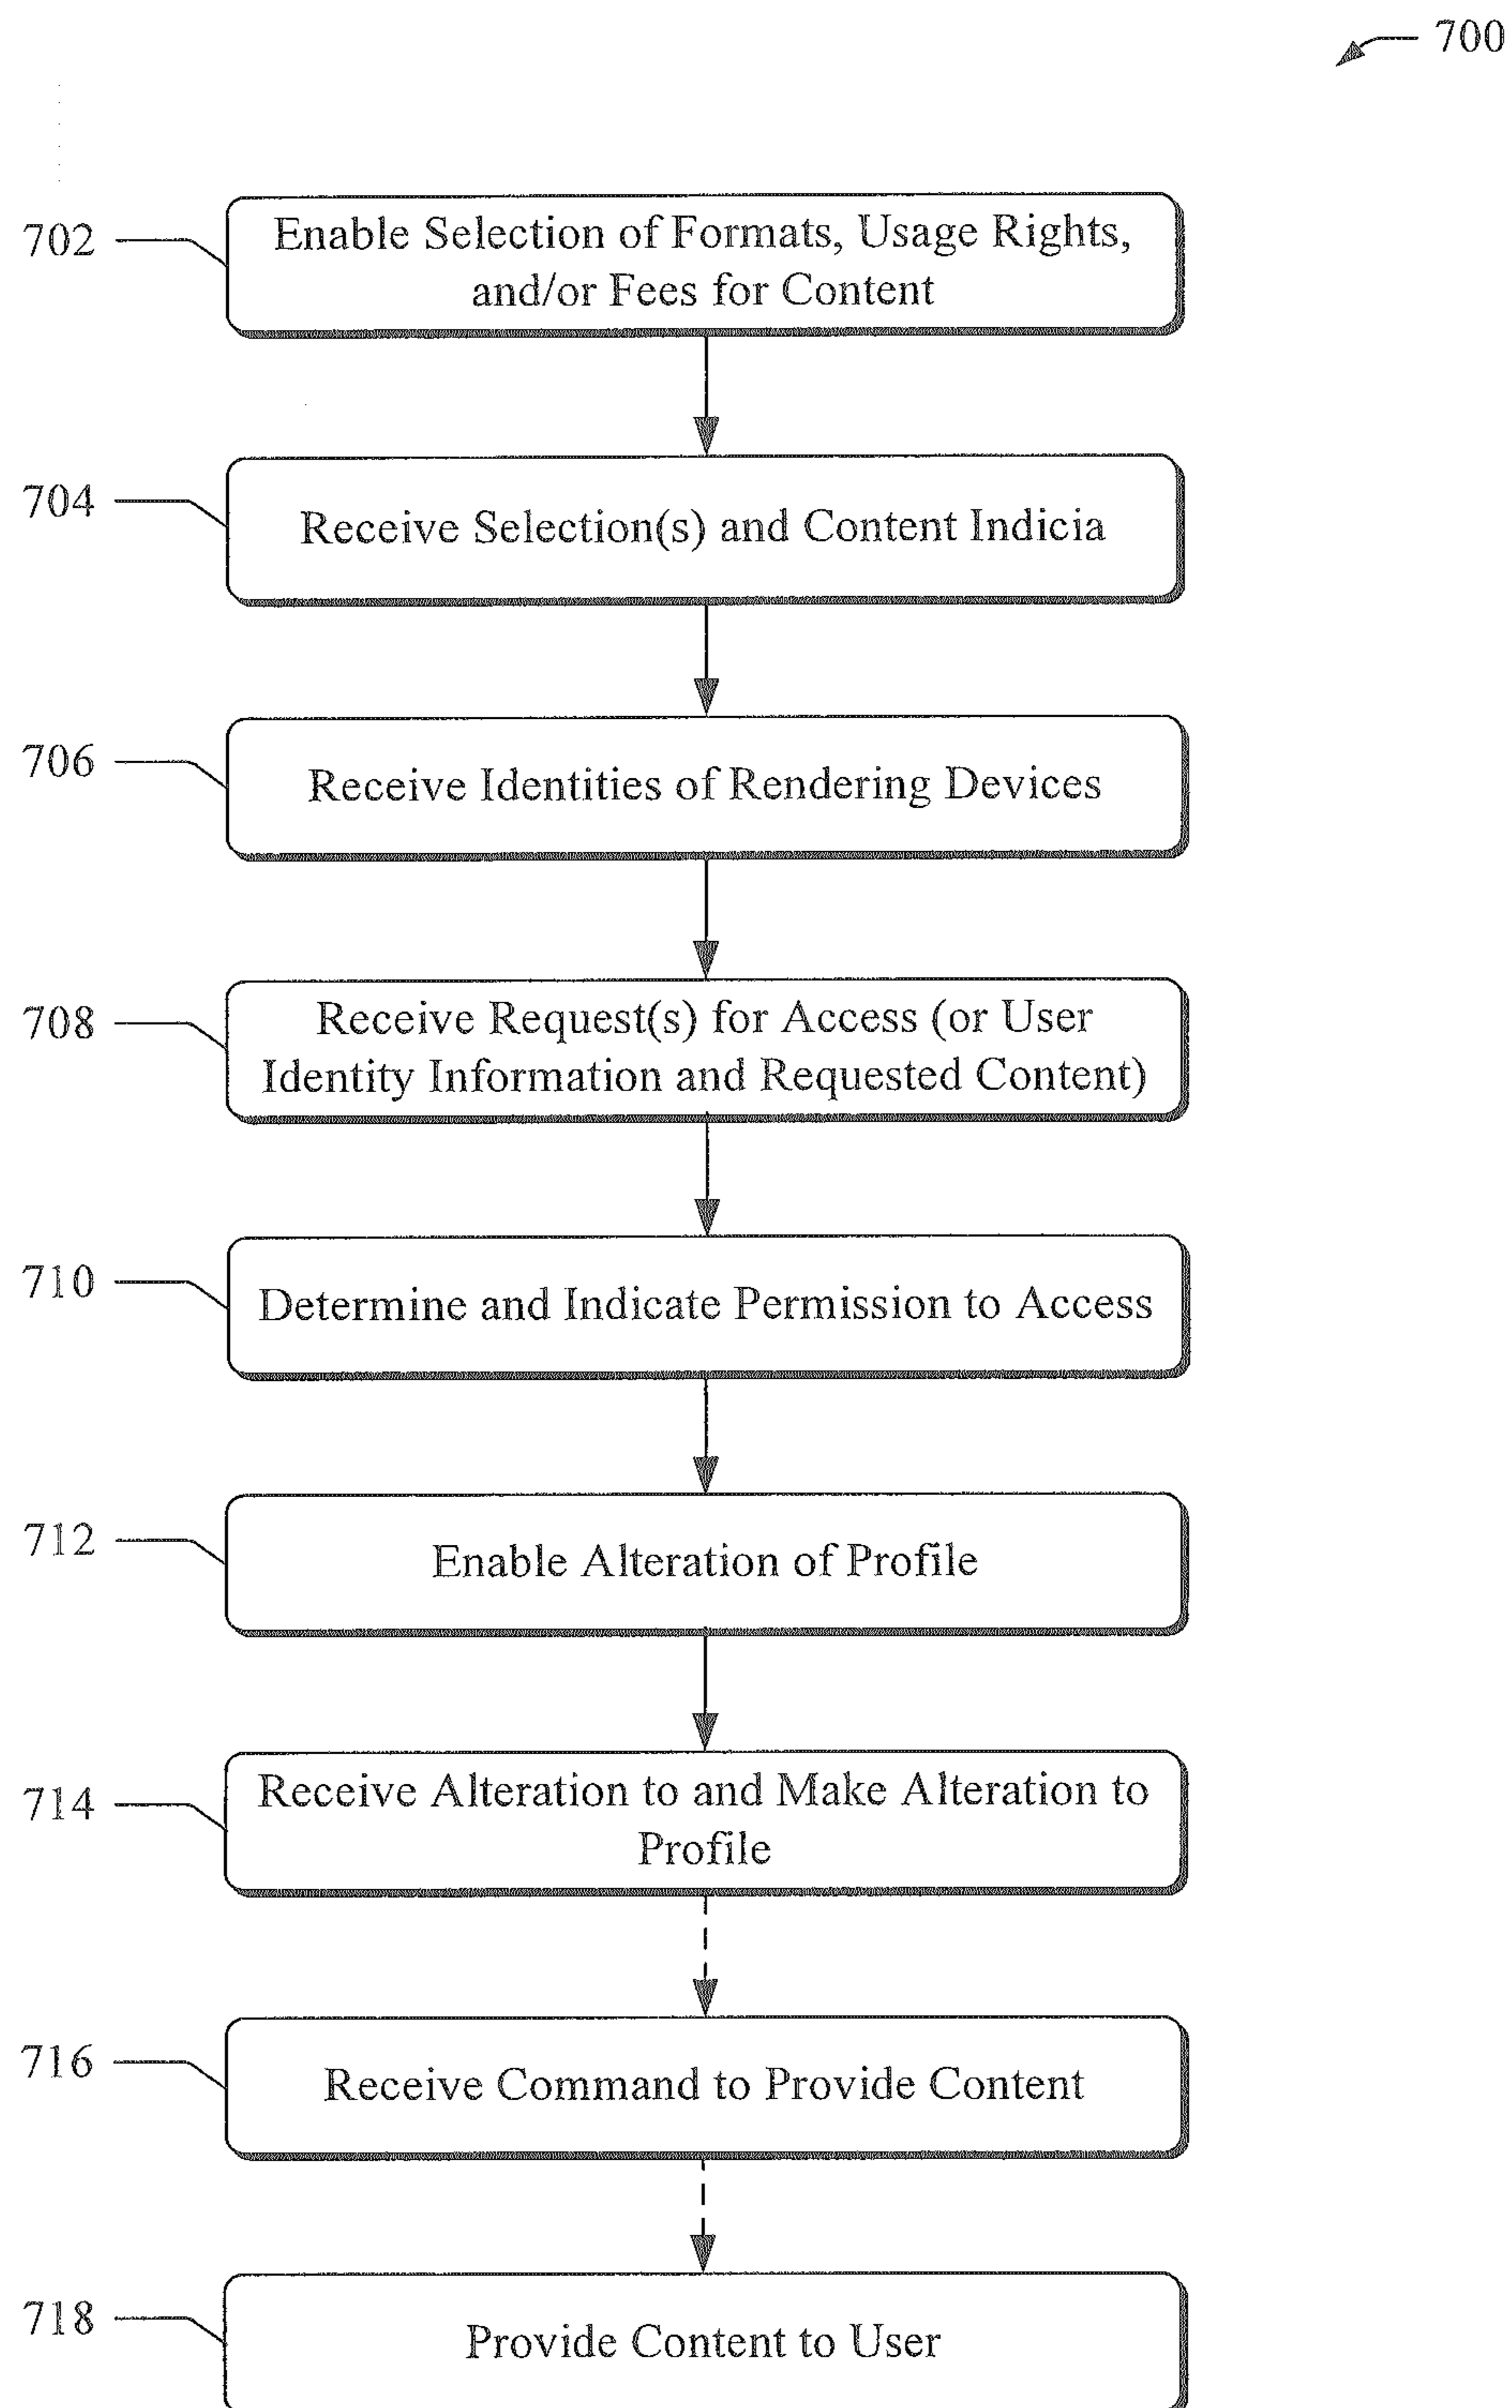 700
702
Enable Selection of Formats, Usage Rights,
and/or Fees for Content
704
Receive Selection(s) and Content Indicia
706
Receive Identities of Rendering Devices
708
Receive Request(s) for Access (or User
Identity Information and Requested Content)
710
Determine and Indicate Permission to Access
712
Enable Alteration of Profile
714
Receive Alteration to and Make Alteration to
Profile
716
Receive Command to Provide Content
718
Provide Content to User